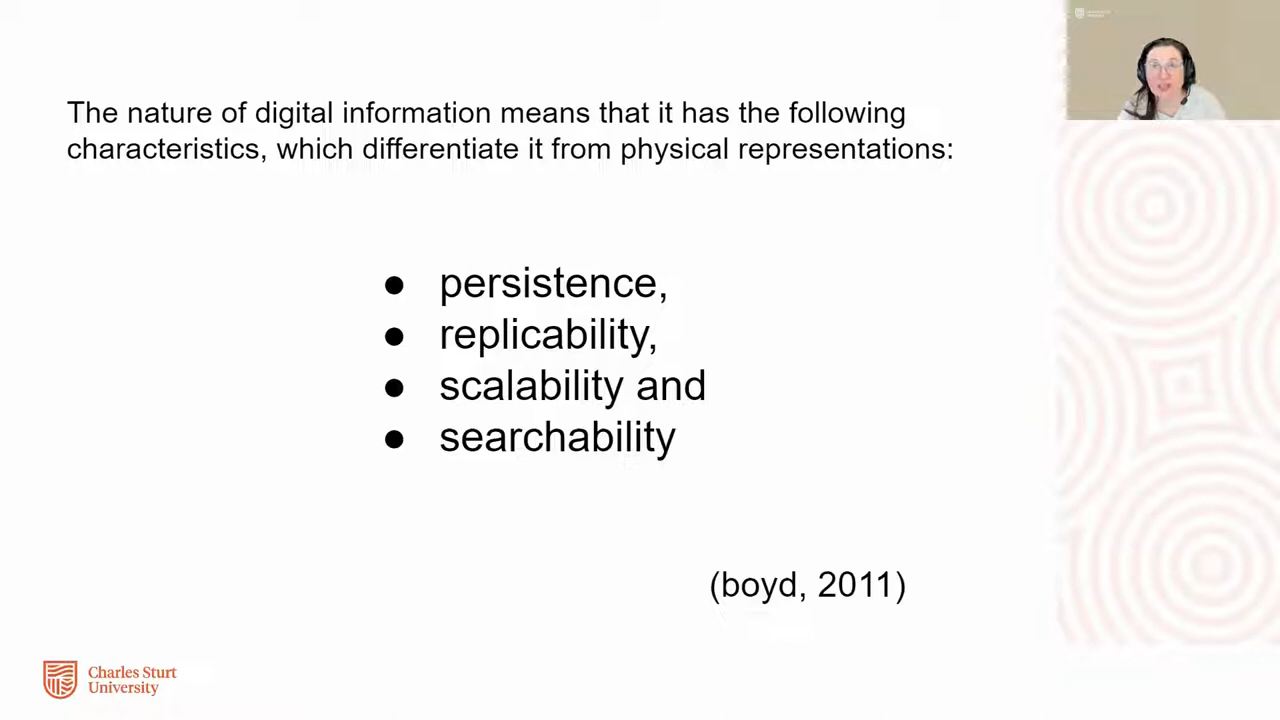 The nature of digital information means that it has the following
characteristics, which differentiate it from physical representations:
● persistence,
● replicability,
● scalability and
● searchability
(boyd, 2011)
Charles Sturt
University